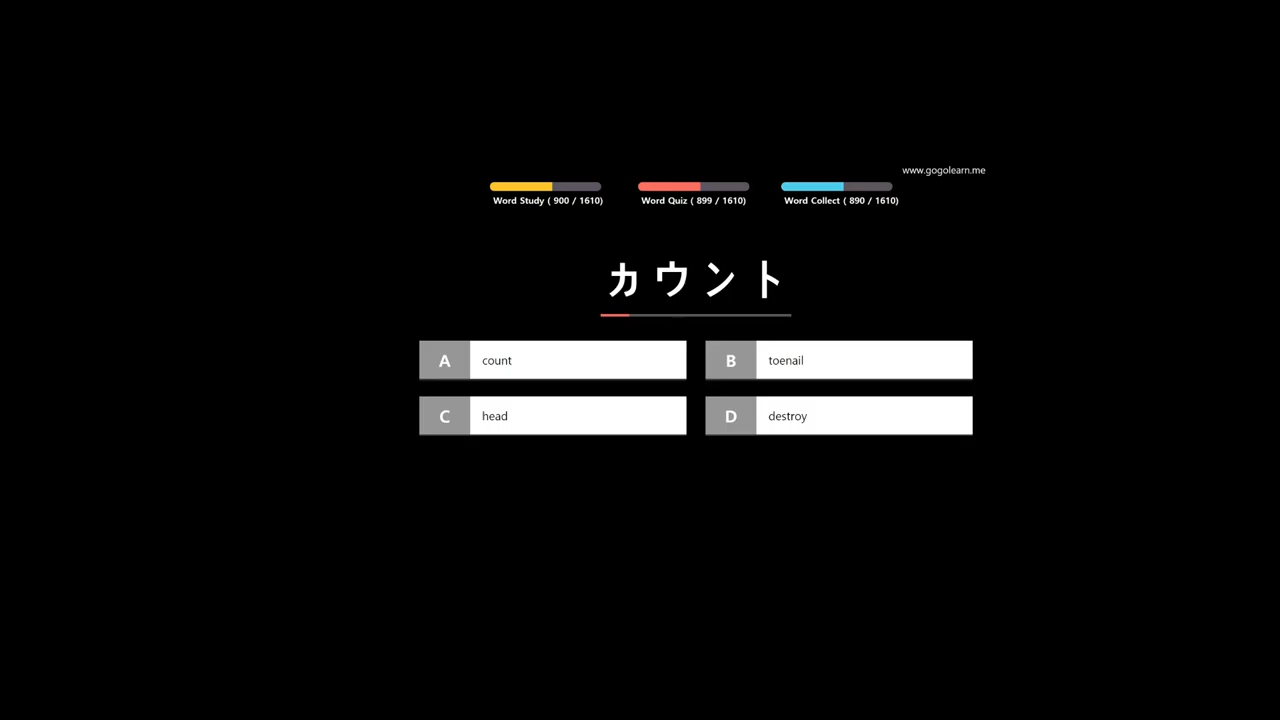 www.gogolearn.me
Word Study ( 900 / 1610)
Word Quiz ( 899 / 1610)
Word Collect ( 890 / 1610)
カウント
A count
B toenail
C head
D destroy